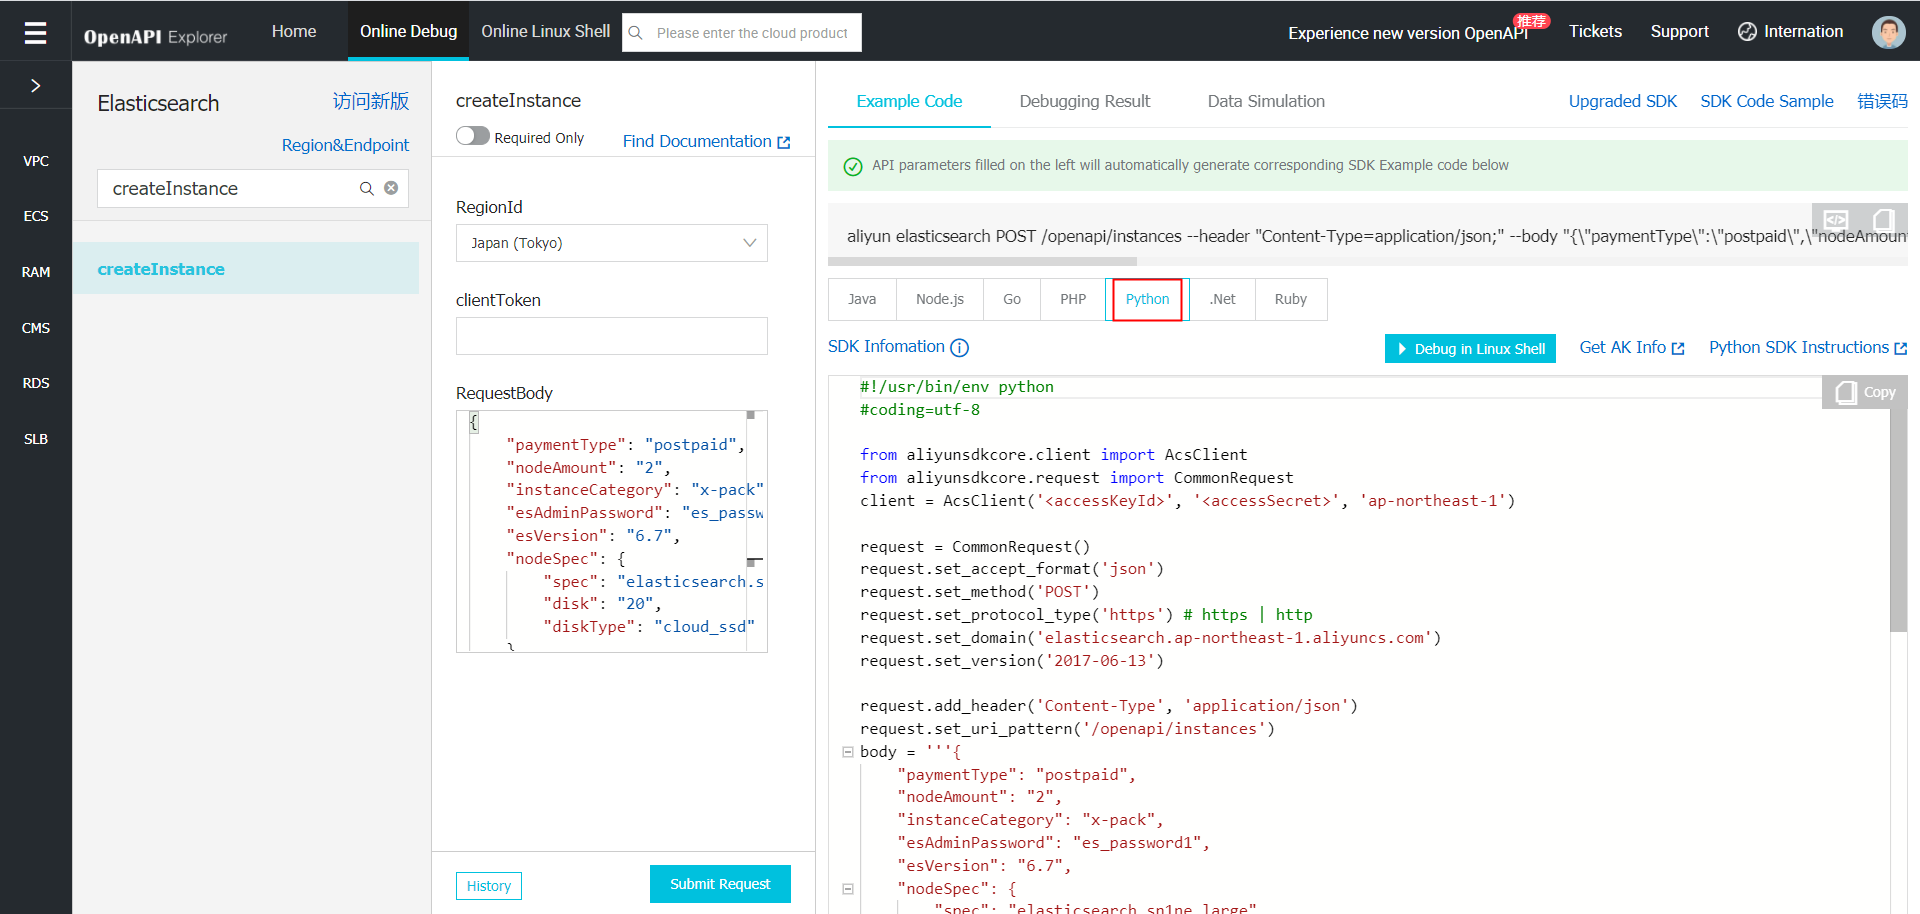 OpenAPI Explorer
Home
Online Debug
Online Linux Shell
Please enter the cloud product
Experience new version OpenAPI
推荐
Tickets
Support
Internation
VPC
ECS
RAM
CMS
RDS
SLB
Elasticsearch
访问新版
Region&Endpoint
createInstance
createInstance
createInstance
Required Only
Find Documentation
RegionId
Japan (Tokyo)
clientToken
RequestBody
{
"paymentType": "postpaid",
"nodeAmount": "2",
"instanceCategory": "x-pack"
"esAdminPassword": "es_passw
"esVersion": "6.7",
"nodeSpec": {
"spec": "elasticsearch.s
"disk": "20",
"diskType": "cloud_ssd"
}
History
Submit Request
Example Code
Debugging Result
Data Simulation
Upgraded SDK
SDK Code Sample
错误码
API parameters filled on the left will automatically generate corresponding SDK Example code below
aliyun elasticsearch POST /openapi/instances --header "Content-Type=application/json;" --body "{\"paymentType\":\"postpaid\",\"nodeAmoun
Java
Node.js
Go
PHP
Python
.Net
Ruby
SDK Infomation
Debug in Linux Shell
Get AK Info
Python SDK Instructions
Copy
#!/usr/bin/env python
#coding=utf-8
from aliyunsdkcore.client import AcsClient
from aliyunsdkcore.request import CommonRequest
client = AcsClient('<accessKeyId>', '<accessSecret>', 'ap-northeast-1')
request = CommonRequest()
request.set_accept_format('json')
request.set_method('POST')
request.set_protocol_type('https') # https | http
request.set_domain('elasticsearch.ap-northeast-1.aliyuncs.com')
request.set_version('2017-06-13')
request.add_header('Content-Type', 'application/json')
request.set_uri_pattern('/openapi/instances')
body = '''{
"paymentType": "postpaid",
"nodeAmount": "2",
"instanceCategory": "x-pack",
"esAdminPassword": "es_password1",
"esVersion": "6.7",
"nodeSpec": {
"spec": "elasticsearch.sn1ne.large"